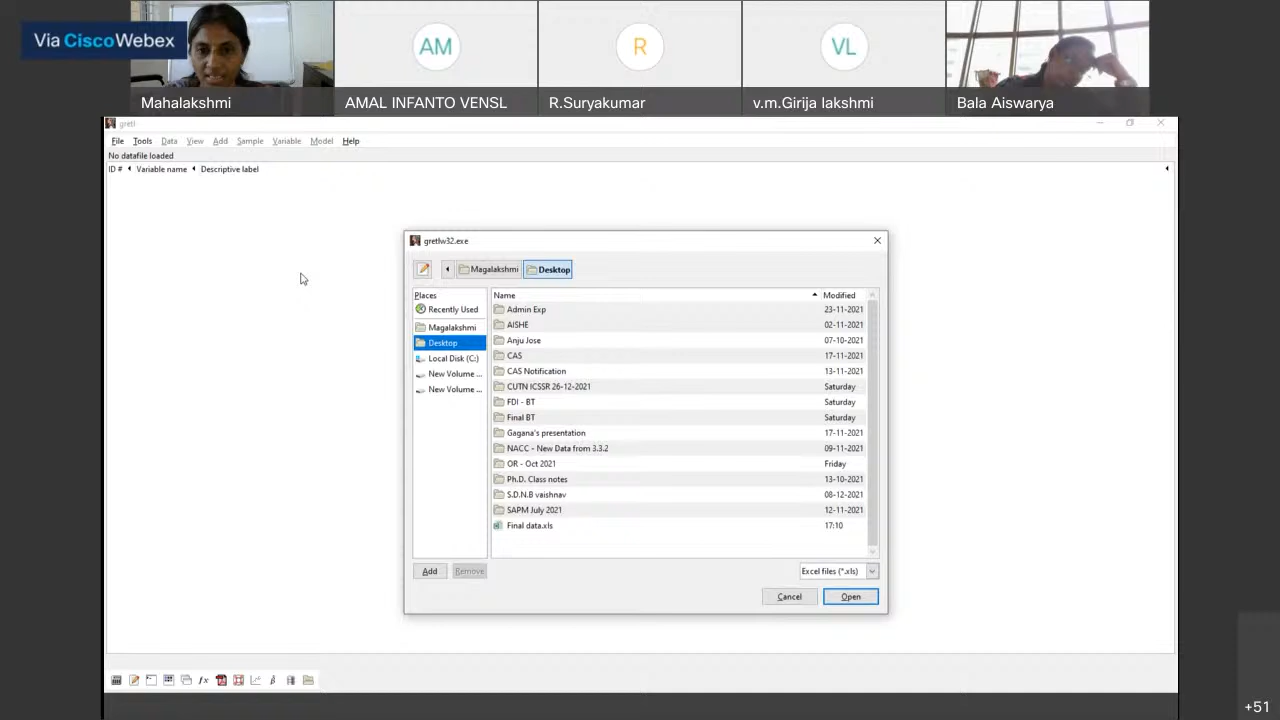 Via CiscoWebex
AM
R
VL
Mahalakshmi
AMAL INFANTO VENSL
R.Suryakumar
v.m.Girija lakshmi
Bala Aiswarya
gretl
File Tools Data View Add Sample Variable Model Help
No datafile loaded
ID # Variable name Descriptive label
gretlw32.exe
Magalakshmi Desktop
Places
Recently Used
Magalakshmi
Desktop
Local Disk (C:)
New Volume ...
New Volume ...
Name Modified
Admin Exp 23-11-2021
AISHE 02-11-2021
Anju Jose 07-10-2021
CAS 17-11-2021
CAS Notification 13-11-2021
CUTN ICSSR 26-12-2021 Saturday
FDI - BT Saturday
Final BT Saturday
Gagana's presentation 17-11-2021
NACC - New Data from 3.3.2 09-11-2021
OR - Oct 2021 Friday
Ph.D. Class notes 13-10-2021
S.D.N.B vaishnav 08-12-2021
SAPM July 2021 12-11-2021
Final data.xls 17:10
Add Remove
Excel files (*.xls)
Cancel Open
fx
β
+51